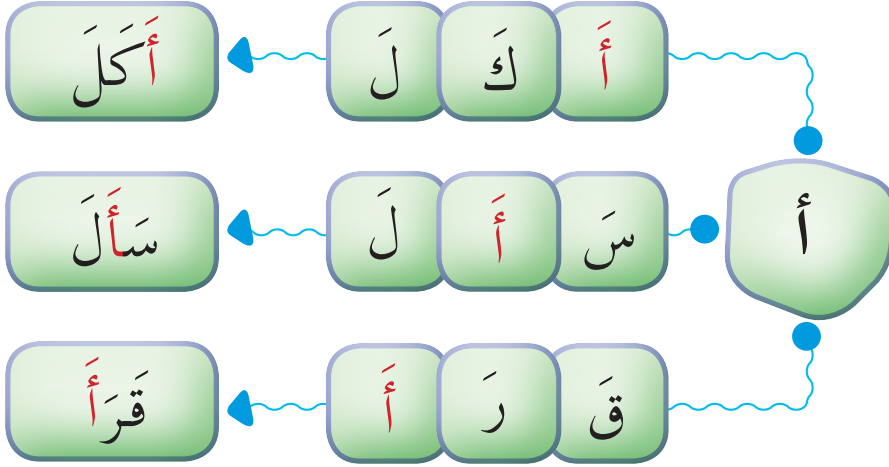 أَ كَ لَ أَكَلَ
أ
سَ أَ لَ سَأَلَ
قَ رَ أَ قَرَأَ